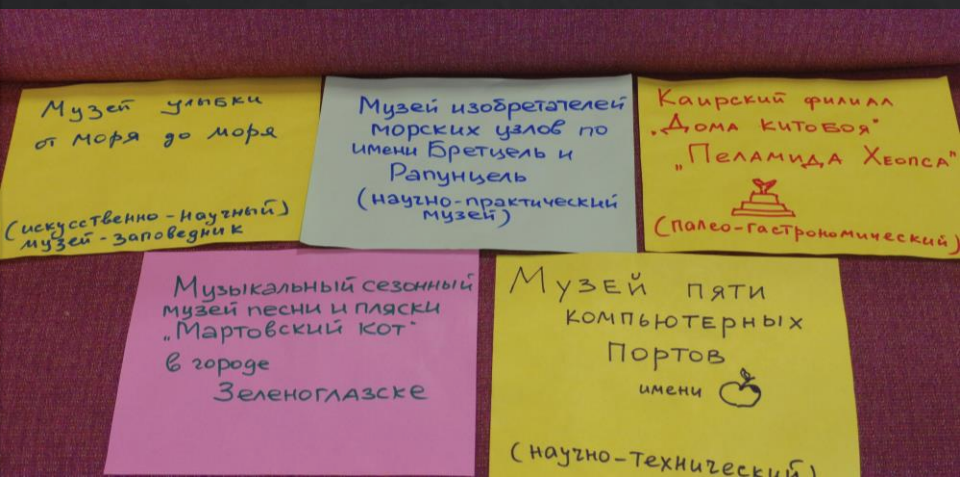 Музей улыбки
от моря до моря
(искусственно-научный)
музей-заповедник
Музей изобретателей
морских узлов по
имени Бретцель и
Рапунцель
(научно-практический
музей)
Каирский филиал
„Дома китобоя"
„Пеламида Хеопса"
(палео-гастрономический)
Музыкальный сезонный
музей песни и пляски
„Мартовский кот"
в городе
Зеленоглазске
Музей пяти
компьютерных
портов
имени
(научно-технический)